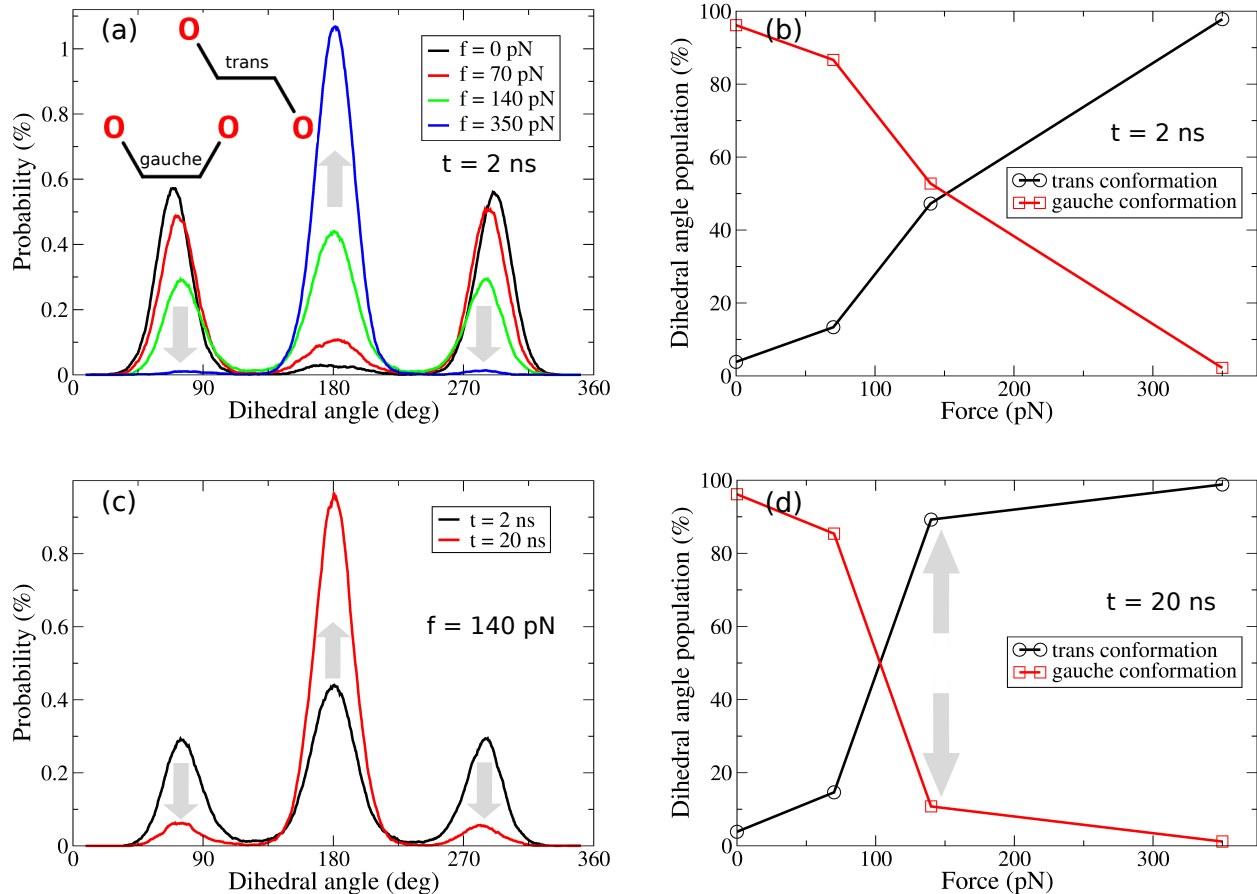 (a)
O
trans
O
O
O
gauche
f = 0 pN
f = 70 pN
f = 140 pN
f = 350 pN
t = 2 ns
Probability (%)
0
0.2
0.4
0.6
0.8
1
0
90
180
270
360
Dihedral angle (deg)
(b)
t = 2 ns
trans conformation
gauche conformation
Dihedral angle population (%)
0
20
40
60
80
100
0
100
200
300
Force (pN)
(c)
t = 2 ns
t = 20 ns
f = 140 pN
Probability (%)
0
0.2
0.4
0.6
0.8
0
90
180
270
360
Dihedral angle (deg)
(d)
t = 20 ns
trans conformation
gauche conformation
Dihedral angle population (%)
0
20
40
60
80
100
0
100
200
300
Force (pN)